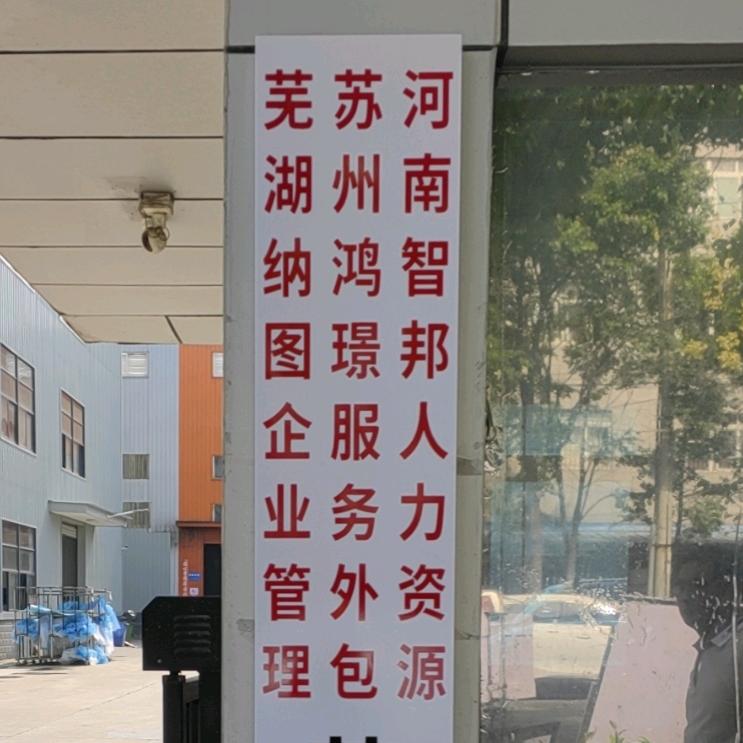 河南智邦人力资源
苏州鸿璟服务外包
芜湖纳图企业管理